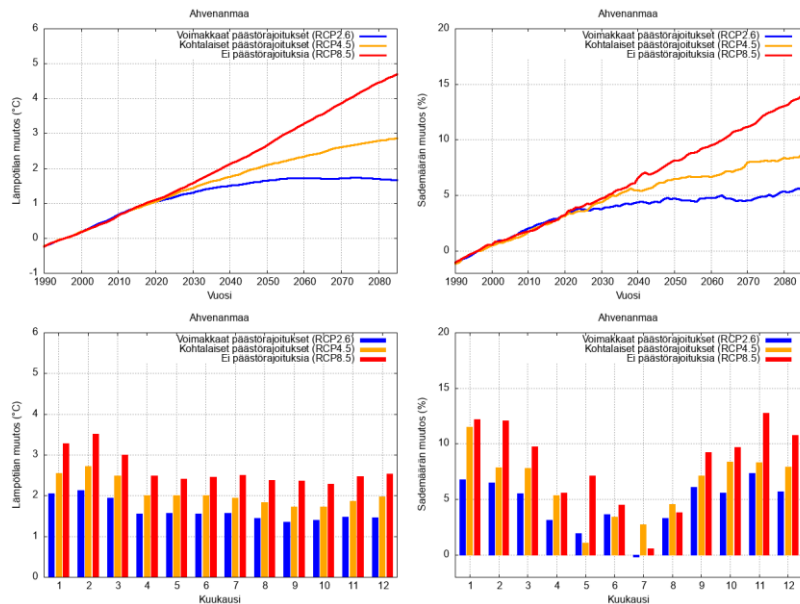 Ahvenanmaa
Voimakkaat päästörajoitukset (RCP2.6)
Kohtalaiset päästörajoitukset (RCP4.5)
Ei päästörajoituksia (RCP8.5)
Lämpötilan muutos (°C)
6
5
4
3
2
1
0
-1
1990 2000 2010 2020 2030 2040 2050 2060 2070 2080
Vuosi
Ahvenanmaa
Voimakkaat päästörajoitukset (RCP2.6)
Kohtalaiset päästörajoitukset (RCP4.5)
Ei päästörajoituksia (RCP8.5)
Sademäärän muutos (%)
20
15
10
5
0
1990 2000 2010 2020 2030 2040 2050 2060 2070 2080
Vuosi
Ahvenanmaa
Voimakkaat päästörajoitukset (RCP2.6)
Kohtalaiset päästörajoitukset (RCP4.5)
Ei päästörajoituksia (RCP8.5)
Lämpötilan muutos (°C)
6
5
4
3
2
1
0
1 2 3 4 5 6 7 8 9 10 11 12
Kuukausi
Ahvenanmaa
Voimakkaat päästörajoitukset (RCP2.6)
Kohtalaiset päästörajoitukset (RCP4.5)
Ei päästörajoituksia (RCP8.5)
Sademäärän muutos (%)
20
15
10
5
0
1 2 3 4 5 6 7 8 9 10 11 12
Kuukausi